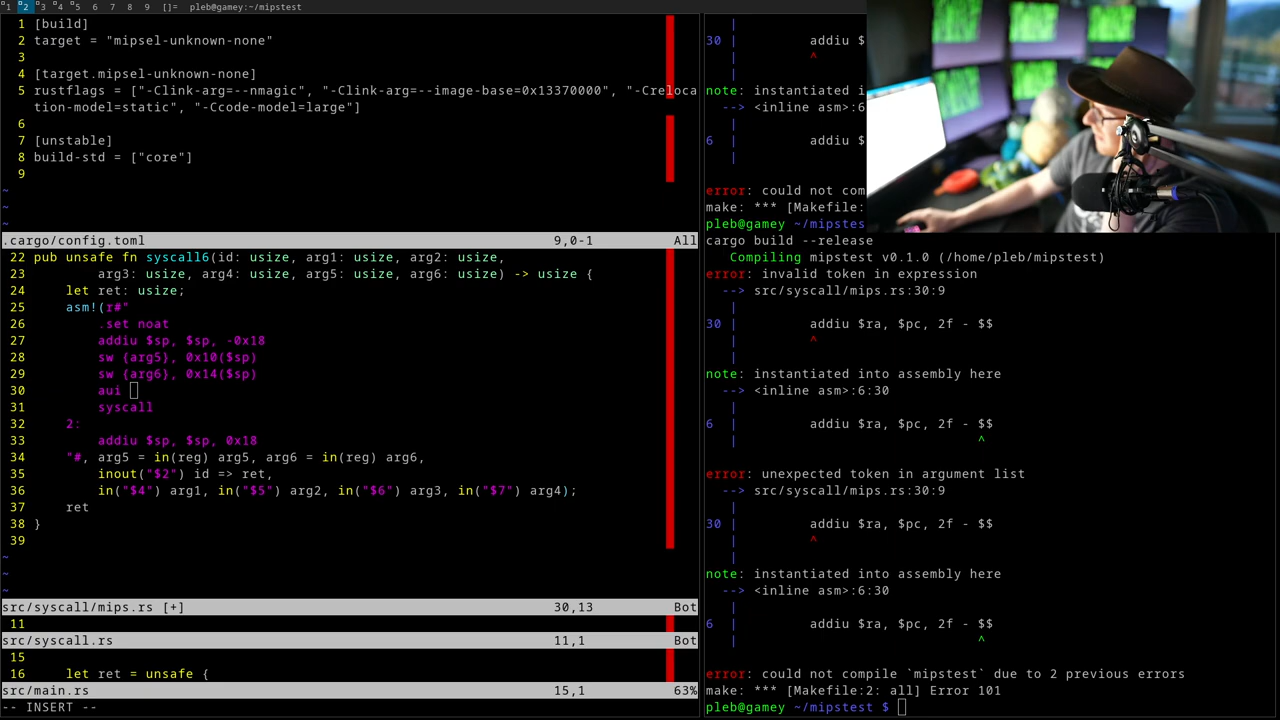 1 2 3 4 5 6 7 8 9 []= pleb@gamey:~/mipstest
1 [build]
2 target = "mipsel-unknown-none"
3
4 [target.mipsel-unknown-none]
5 rustflags = ["-Clink-arg=--nmagic", "-Clink-arg=--image-base=0x13370000", "-Creloca
tion-model=static", "-Ccode-model=large"]
6
7 [unstable]
8 build-std = ["core"]
9
~
~
~
.cargo/config.toml 9,0-1 All
22 pub unsafe fn syscall6(id: usize, arg1: usize, arg2: usize,
23 arg3: usize, arg4: usize, arg5: usize, arg6: usize) -> usize {
24 let ret: usize;
25 asm!(r#"
26 .set noat
27 addiu $sp, $sp, -0x18
28 sw {arg5}, 0x10($sp)
29 sw {arg6}, 0x14($sp)
30 aui
31 syscall
32 2:
33 addiu $sp, $sp, 0x18
34 "#, arg5 = in(reg) arg5, arg6 = in(reg) arg6,
35 inout("$2") id => ret,
36 in("$4") arg1, in("$5") arg2, in("$6") arg3, in("$7") arg4);
37 ret
38 }
39
~
~
~
src/syscall/mips.rs [+] 30,13 Bot
11
src/syscall.rs 11,1 Bot
15
16 let ret = unsafe {
src/main.rs 15,1 63%
-- INSERT --
|
30 | addiu $
| ^
|
note: instantiated i
--> <inline asm>:6
|
6 | addiu $
|
error: could not com
make: *** [Makefile:
pleb@gamey ~/mipstes
cargo build --release
Compiling mipstest v0.1.0 (/home/pleb/mipstest)
error: invalid token in expression
--> src/syscall/mips.rs:30:9
|
30 | addiu $ra, $pc, 2f - $$
| ^
|
note: instantiated into assembly here
--> <inline asm>:6:30
|
6 | addiu $ra, $pc, 2f - $$
| ^
error: unexpected token in argument list
--> src/syscall/mips.rs:30:9
|
30 | addiu $ra, $pc, 2f - $$
| ^
|
note: instantiated into assembly here
--> <inline asm>:6:30
|
6 | addiu $ra, $pc, 2f - $$
| ^
error: could not compile `mipstest` due to 2 previous errors
make: *** [Makefile:2: all] Error 101
pleb@gamey ~/mipstest $